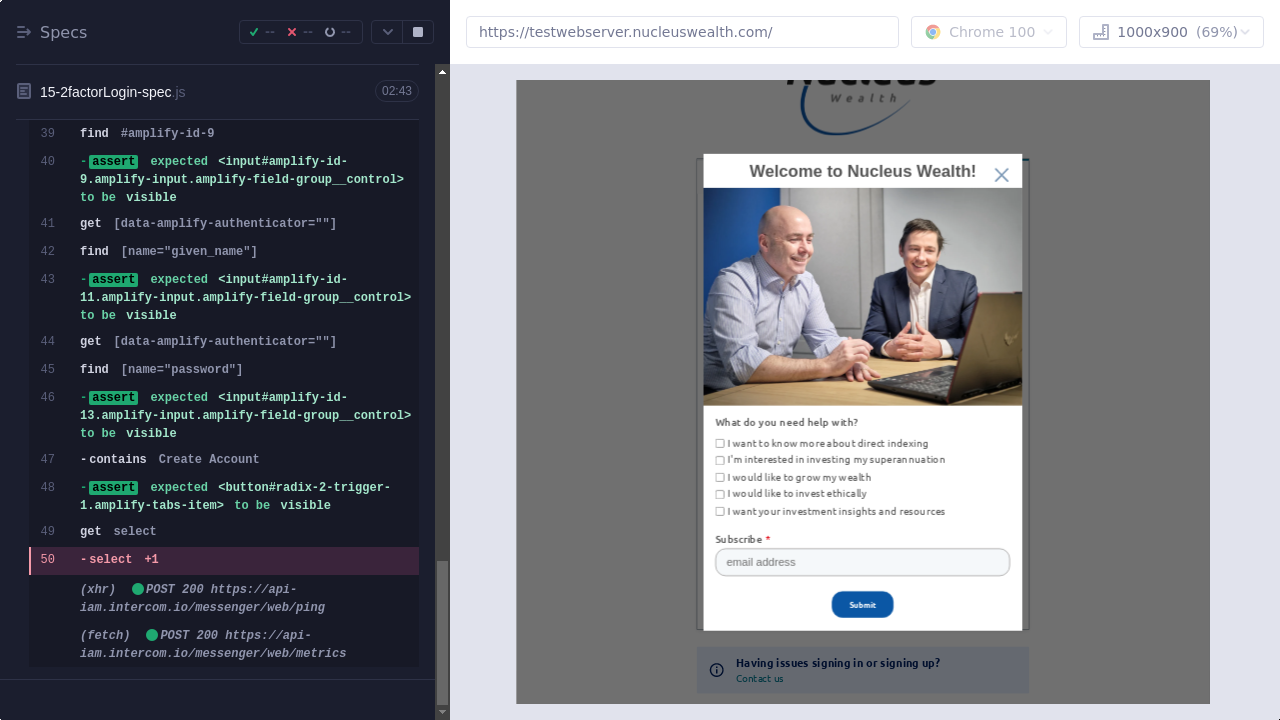 Specs
--
--
--
https://testwebserver.nucleuswealth.com/
Chrome 100
1000x900 (69%)
15-2factorLogin-spec.js
02:43
39 find #amplify-id-9
40 -assert expected <input#amplify-id-
9.amplify-input.amplify-field-group__control>
to be visible
41 get [data-amplify-authenticator=""]
42 find [name="given_name"]
43 -assert expected <input#amplify-id-
11.amplify-input.amplify-field-group__control>
to be visible
44 get [data-amplify-authenticator=""]
45 find [name="password"]
46 -assert expected <input#amplify-id-
13.amplify-input.amplify-field-group__control>
to be visible
47 -contains Create Account
48 -assert expected <button#radix-2-trigger-
1.amplify-tabs-item> to be visible
49 get select
50 -select +1
(xhr) POST 200 https://api-
iam.intercom.io/messenger/web/ping
(fetch) POST 200 https://api-
iam.intercom.io/messenger/web/metrics
Nucleus
Wealth
Welcome to Nucleus Wealth!
What do you need help with?
I want to know more about direct indexing
I'm interested in investing my superannuation
I would like to grow my wealth
I would like to invest ethically
I want your investment insights and resources
Subscribe *
email address
Submit
Having issues signing in or signing up?
Contact us